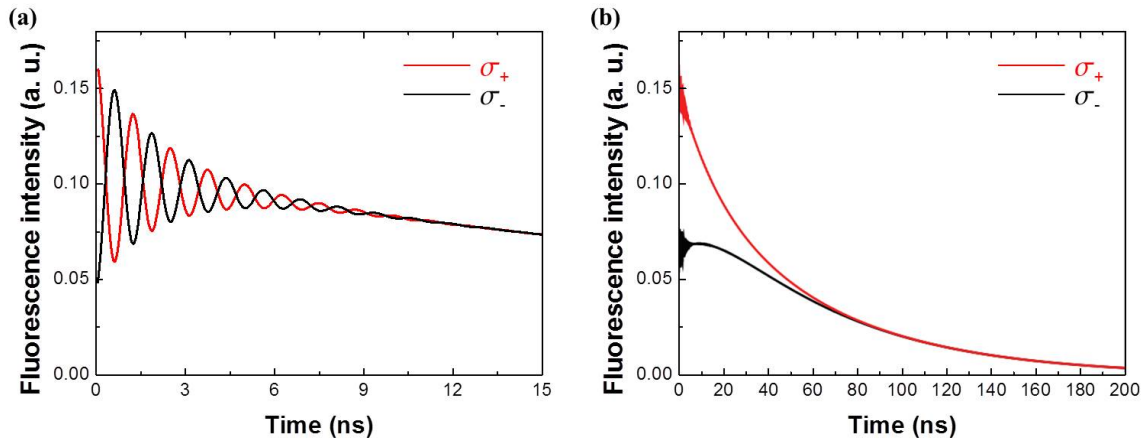 (a)
Fluorescence intensity (a. u.)
0.15
0.10
0.05
0.00
σ+
σ-
0 3 6 9 12 15
Time (ns)
(b)
Fluorescence intensity (a. u.)
0.15
0.10
0.05
0.00
σ+
σ-
0 20 40 60 80 100 120 140 160 180 200
Time (ns)